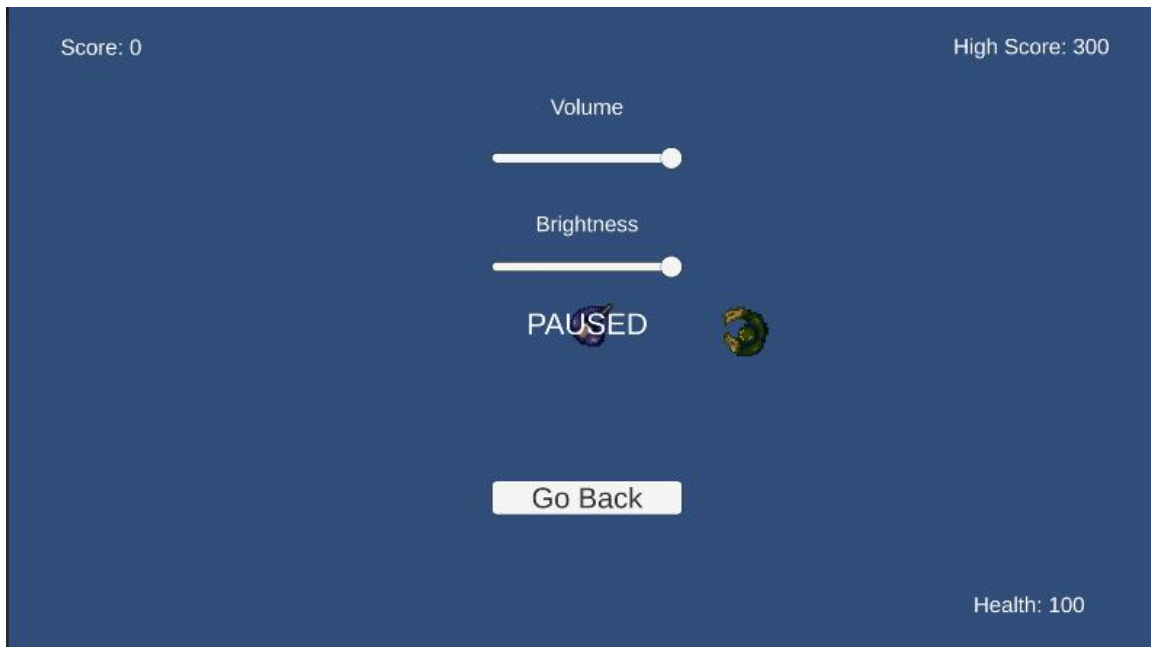 Score: 0
High Score: 300
Volume
Brightness
PAUSED
Go Back
Health: 100